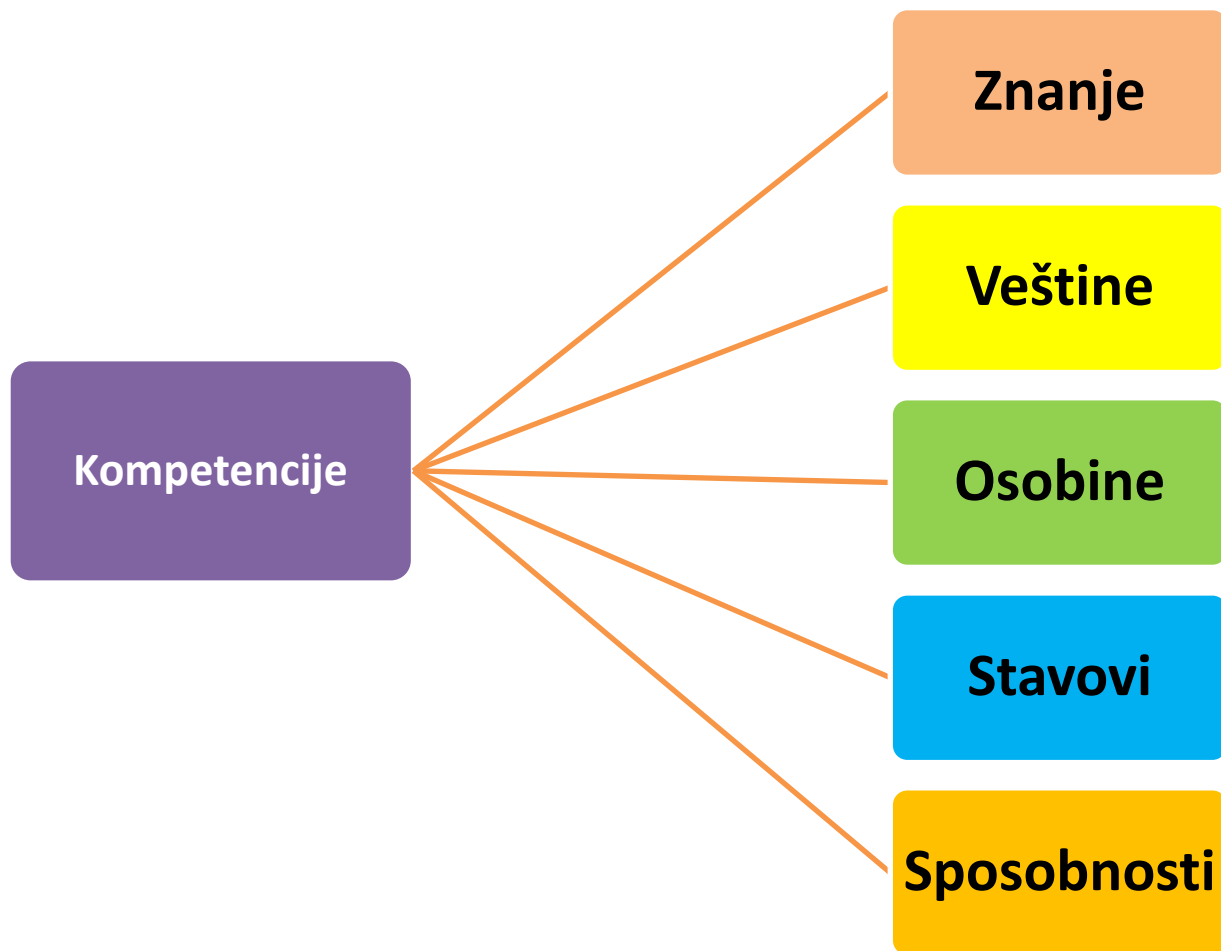 Znanje
Veštine
Kompetencije
Osobine
Stavovi
Sposobnosti